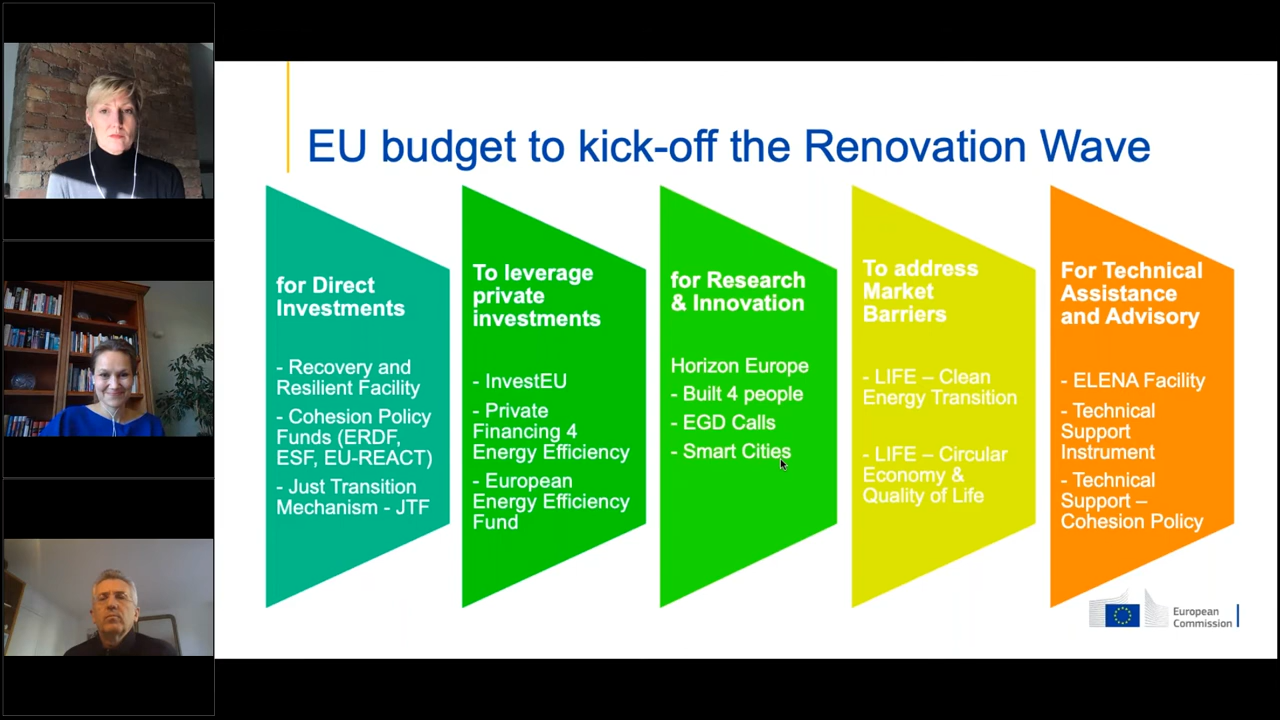 EU budget to kick-off the Renovation Wave
for Direct
Investments
- Recovery and
Resilient Facility
- Cohesion Policy
Funds (ERDF,
ESF, EU-REACT)
- Just Transition
Mechanism - JTF
To leverage
private
investments
- InvestEU
- Private
Financing 4
Energy Efficiency
- European
Energy Efficiency
Fund
for Research
& Innovation
Horizon Europe
- Built 4 people
- EGD Calls
- Smart Cities
To address
Market
Barriers
- LIFE – Clean
Energy Transition
- LIFE – Circular
Economy &
Quality of Life
For Technical
Assistance
and Advisory
- ELENA Facility
- Technical
Support
Instrument
- Technical
Support –
Cohesion Policy
European
Commission